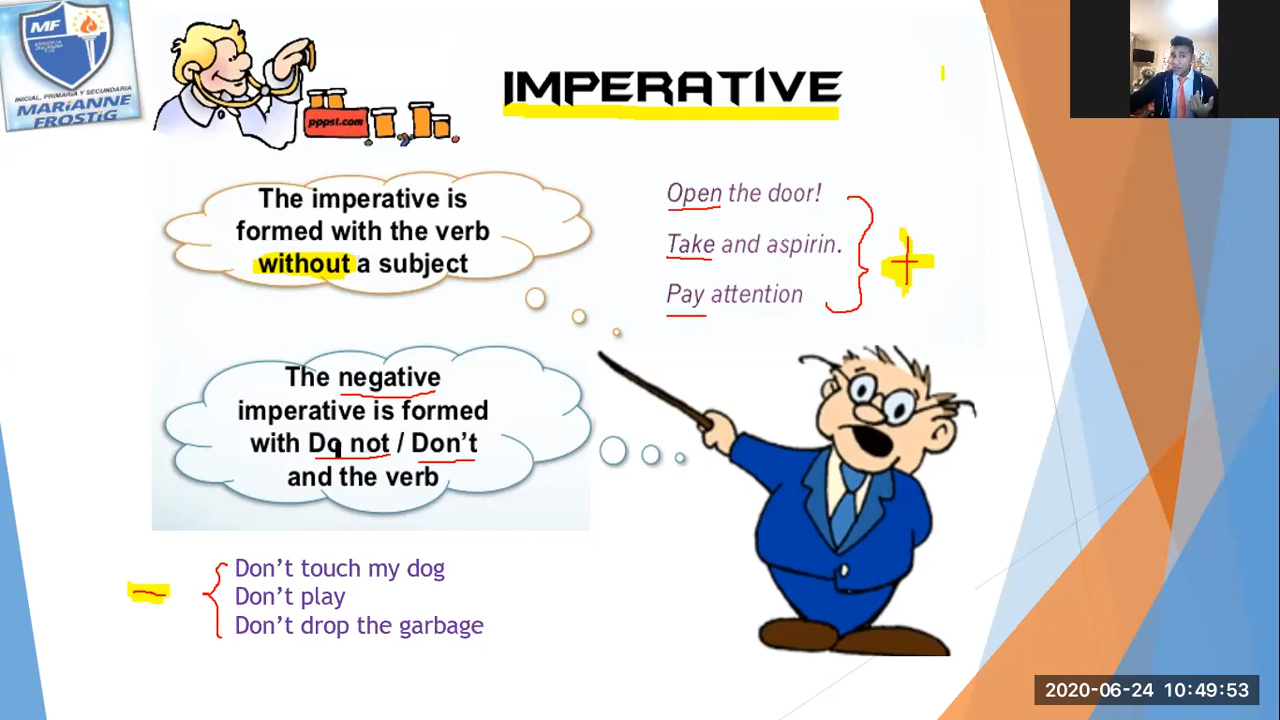 MF
INICIAL, PRIMARIA Y SECUNDARIA
MARiANNE
FROSTiG
pppst.com
IMPERATIVE
The imperative is
formed with the verb
without a subject
Open the door!
Take and aspirin.
Pay attention
The negative
imperative is formed
with Do not / Don't
and the verb
Don't touch my dog
Don't play
Don't drop the garbage
2020-06-24 10:49:53